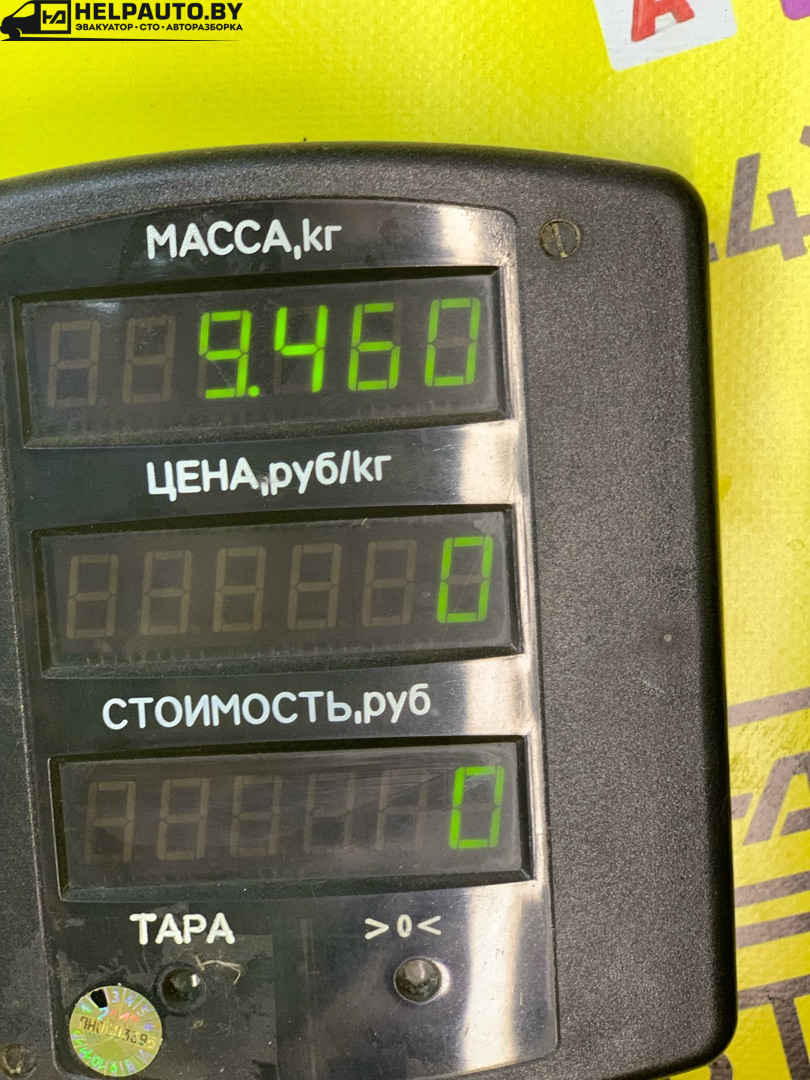 HELPAUTO.BY
ЭВАКУАТОР · СТО · АВТОРАЗБОРКА
МАССА,кг
9.460
ЦЕНА,руб/кг
0
СТОИМОСТЬ,руб
0
ТАРА >0<